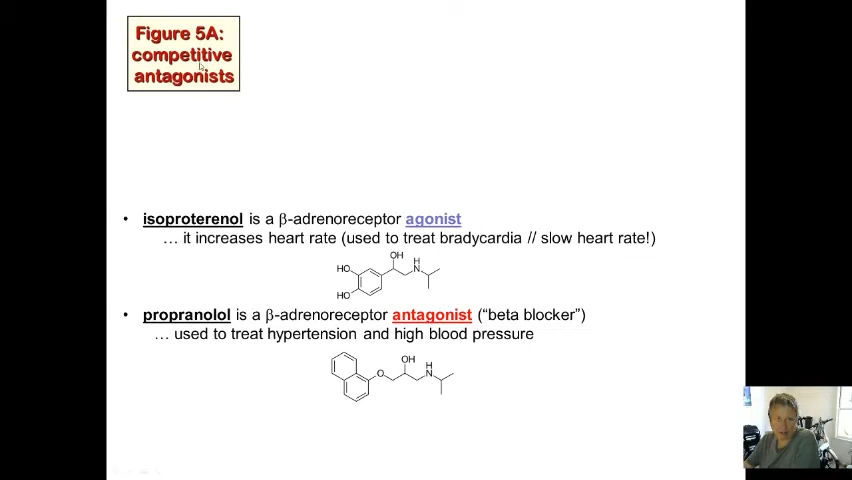 Figure 5A:
competitive
antagonists
• isoproterenol is a β-adrenoreceptor agonist
… it increases heart rate (used to treat bradycardia // slow heart rate!)
OH
H
HO
N
HO
• propranolol is a β-adrenoreceptor antagonist (“beta blocker”)
… used to treat hypertension and high blood pressure
OH
H
O
N